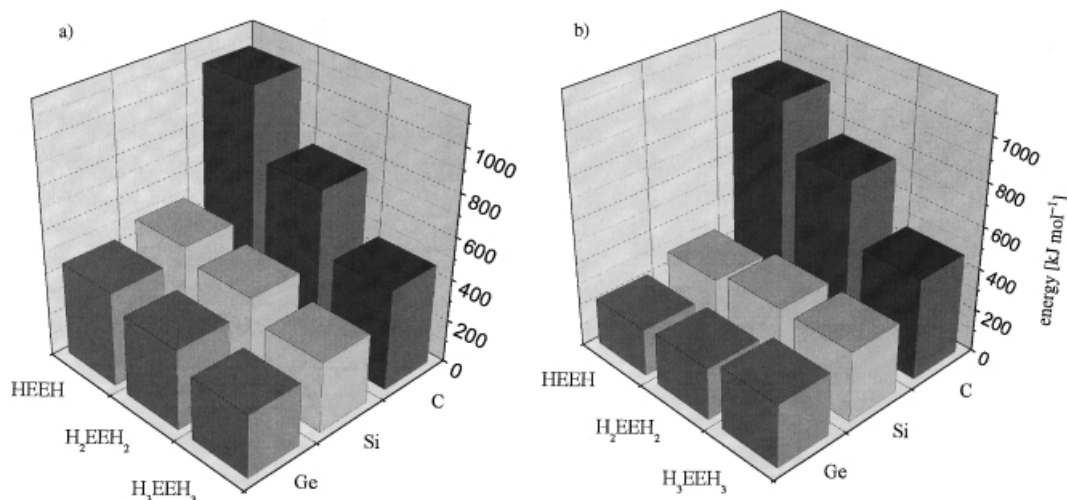 a)
1000
800
600
400
200
0
HEEH
H₂EEH₂
H₃EEH₃
Ge
Si
C
b)
1000
800
600
400
200
0
energy [kJ mol⁻¹]
HEEH
H₂EEH₂
H₃EEH₃
Ge
Si
C